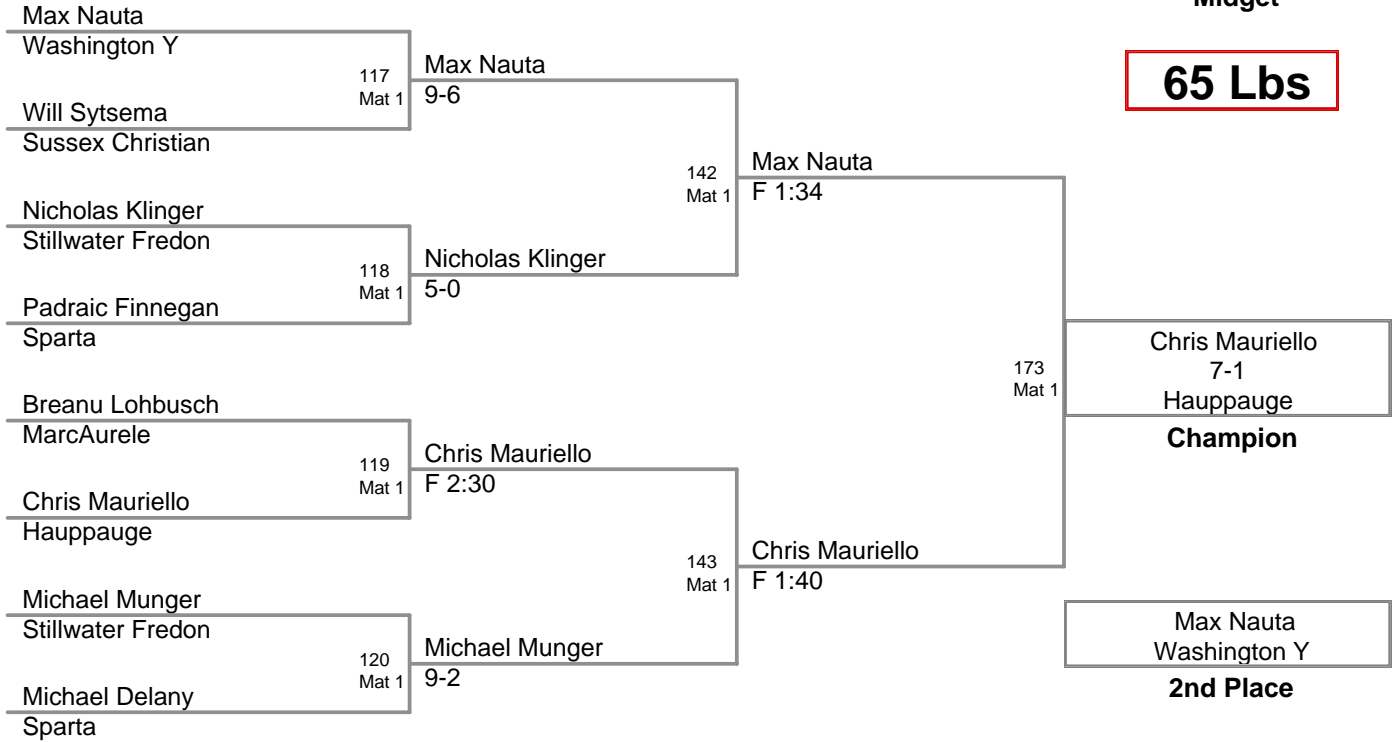 Midget
65 Lbs
Max Nauta
Washington Y
117
Mat 1
Will Sytsema
Sussex Christian
Max Nauta
9-6
Nicholas Klinger
Stillwater Fredon
118
Mat 1
Padraic Finnegan
Sparta
Nicholas Klinger
5-0
142
Mat 1
Max Nauta
F 1:34
Breanu Lohbusch
MarcAurele
119
Mat 1
Chris Mauriello
Hauppauge
Chris Mauriello
F 2:30
Michael Munger
Stillwater Fredon
120
Mat 1
Michael Delany
Sparta
Michael Munger
9-2
143
Mat 1
Chris Mauriello
F 1:40
173
Mat 1
Chris Mauriello
7-1
Hauppauge
Champion
Max Nauta
Washington Y
2nd Place